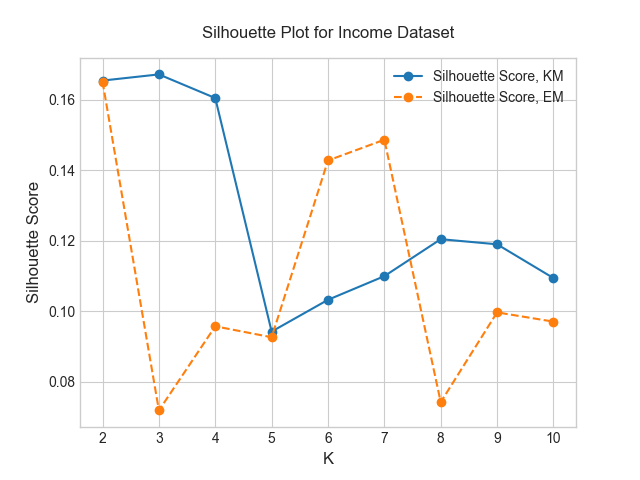 Silhouette Plot for Income Dataset
Silhouette Score, KM
Silhouette Score, EM
Silhouette Score
0.16
0.14
0.12
0.10
0.08
2 3 4 5 6 7 8 9 10
K